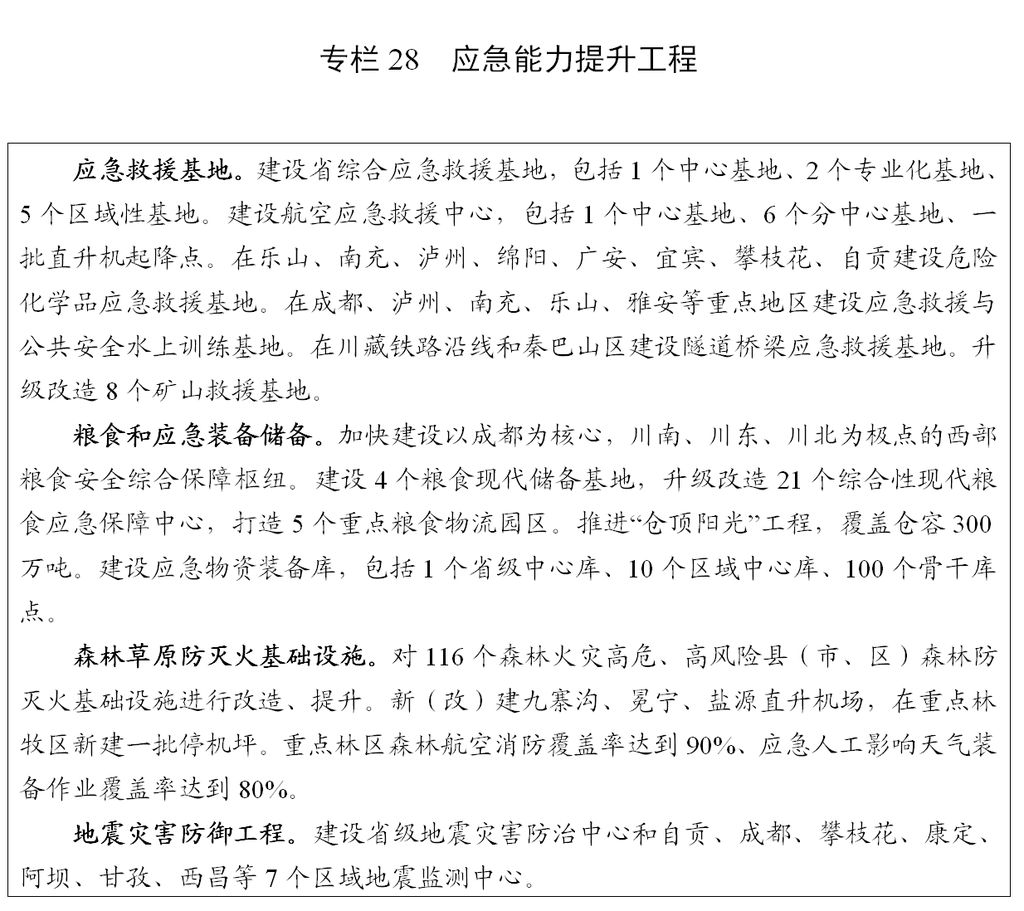 专栏 28　应急能力提升工程
应急救援基地。建设省综合应急救援基地，包括 1 个中心基地、2 个专业化基地、
5 个区域性基地。建设航空应急救援中心，包括 1 个中心基地、6 个分中心基地、一
批直升机起降点。在乐山、南充、泸州、绵阳、广安、宜宾、攀枝花、自贡建设危险
化学品应急救援基地。在成都、泸州、南充、乐山、雅安等重点地区建设应急救援与
公共安全水上训练基地。在川藏铁路沿线和秦巴山区建设隧道桥梁应急救援基地。升
级改造 8 个矿山救援基地。
粮食和应急装备储备。加快建设以成都为核心，川南、川东、川北为极点的西部
粮食安全综合保障枢纽。建设 4 个粮食现代储备基地，升级改造 21 个综合性现代粮
食应急保障中心，打造 5 个重点粮食物流园区。推进“仓顶阳光”工程，覆盖仓容 300
万吨。建设应急物资装备库，包括 1 个省级中心库、10 个区域中心库、100 个骨干库
点。
森林草原防灭火基础设施。对 116 个森林火灾高危、高风险县（市、区）森林防
灭火基础设施进行改造、提升。新（改）建九寨沟、冕宁、盐源直升机场，在重点林
牧区新建一批停机坪。重点林区森林航空消防覆盖率达到 90%、应急人工影响天气装
备作业覆盖率达到 80%。
地震灾害防御工程。建设省级地震灾害防治中心和自贡、成都、攀枝花、康定、
阿坝、甘孜、西昌等 7 个区域地震监测中心。